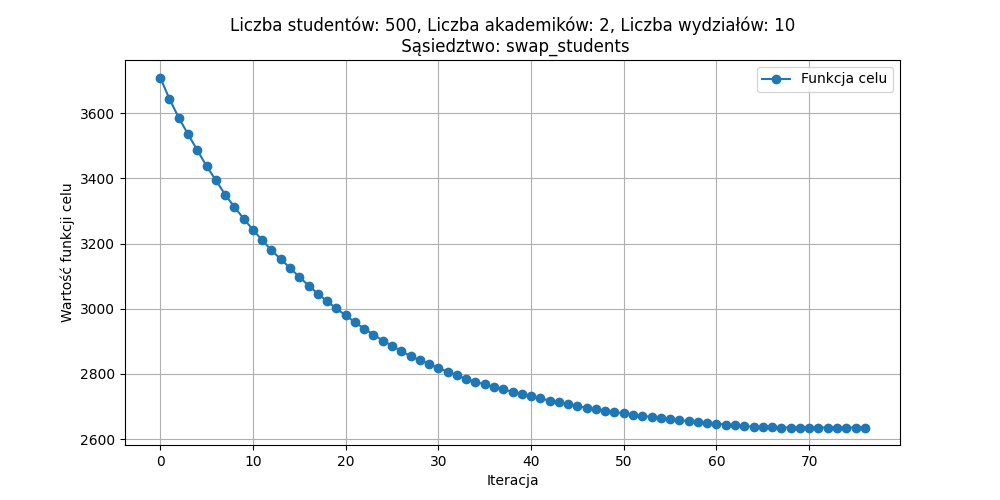 Liczba studentów: 500, Liczba akademików: 2, Liczba wydziałów: 10
Sąsiedztwo: swap_students
Funkcja celu
Wartość funkcji celu
3600
3400
3200
3000
2800
2600
0 10 20 30 40 50 60 70
Iteracja